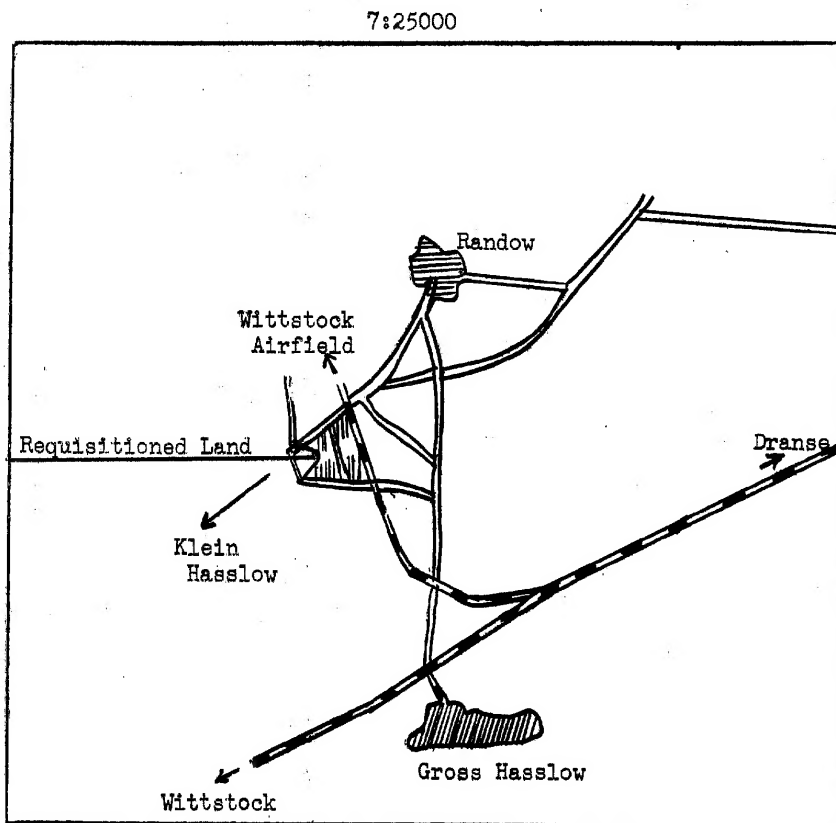 7:25000
Randow
Wittstock
Airfield
Requisitioned Land
Dranse
Klein
Hasslow
Gross Hasslow
Wittstock